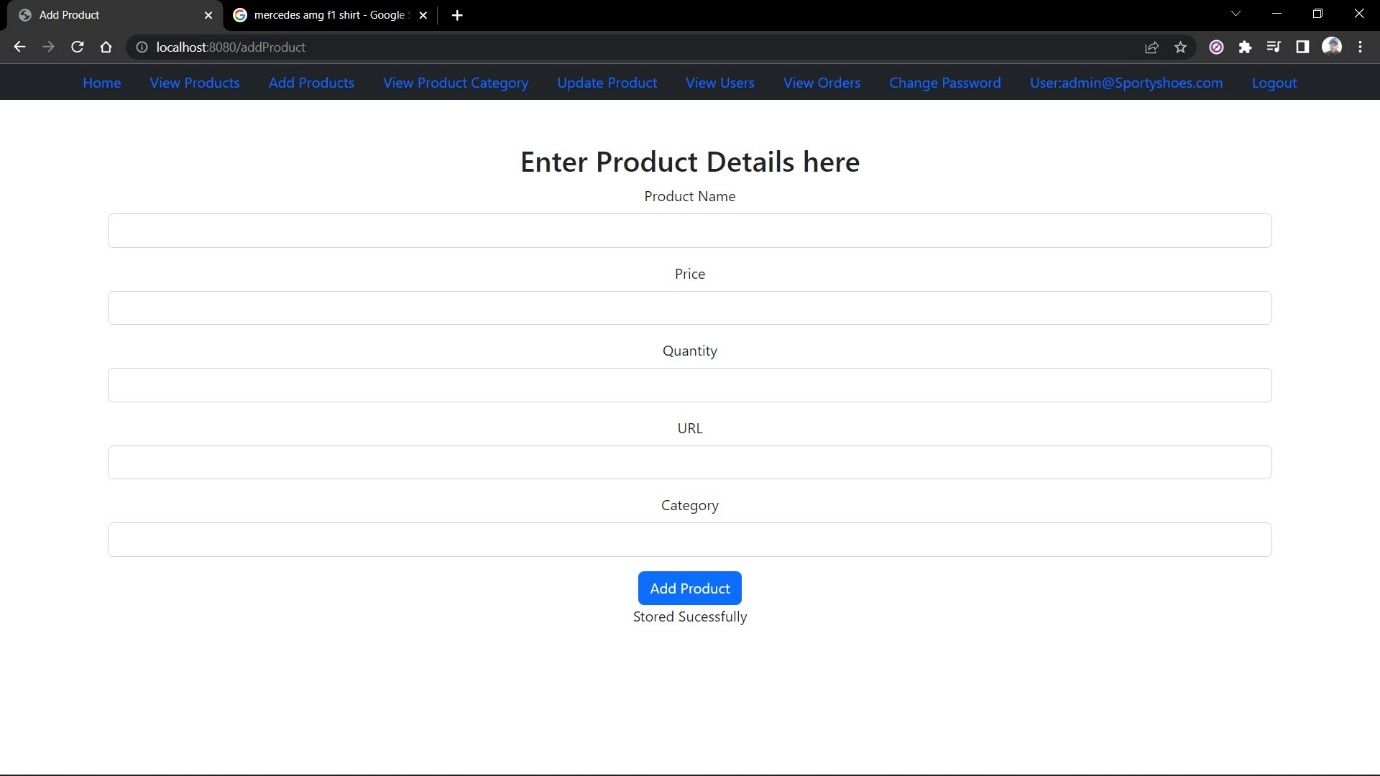 Add Product
mercedes amg f1 shirt - Google
localhost:8080/addProduct
Home View Products Add Products View Product Category Update Product View Users View Orders Change Password User:admin@Sportyshoes.com Logout
Enter Product Details here
Product Name
Price
Quantity
URL
Category
Add Product
Stored Sucessfully